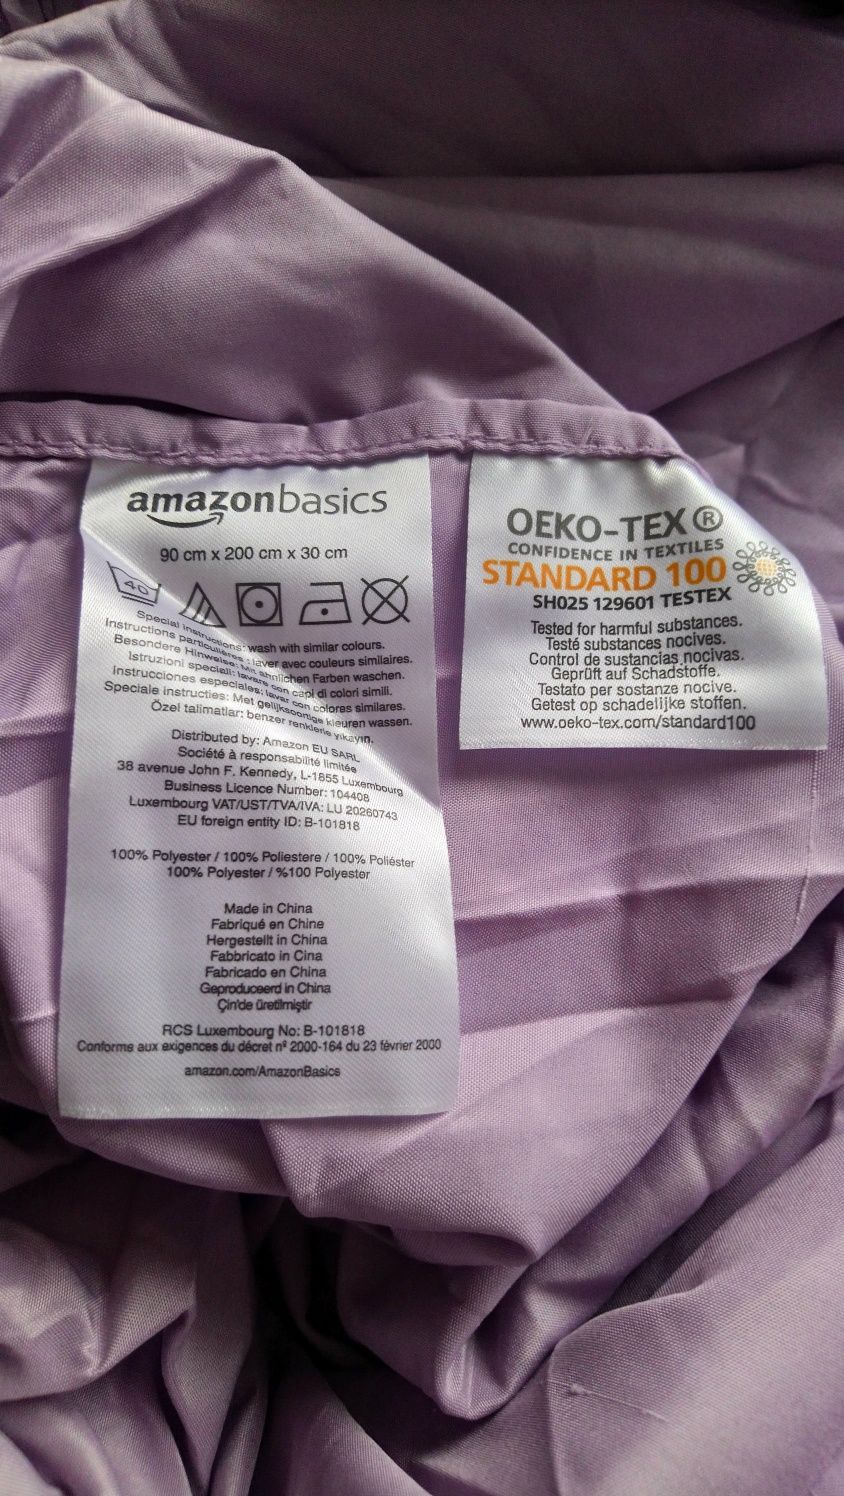 amazonbasics
90 cm x 200 cm x 30 cm
40
Special instructions: wash with similar colours.
Instructions particulières : laver avec couleurs similaires.
Besondere Hinweise: Mit ähnlichen Farben waschen.
Istruzioni speciali: lavare con capi di colori simili.
Instrucciones especiales: lavar con colores similares.
Speciale instructies: Met gelijksoortige kleuren wassen.
Özel talimatlar: benzer renklerle yıkayın.
Distributed by: Amazon EU SARL
Société à responsabilité limitée
38 avenue John F. Kennedy, L-1855 Luxembourg
Business Licence Number: 104408
Luxembourg VAT/UST/TVA/IVA: LU 20260743
EU foreign entity ID: B-101818
100% Polyester / 100% Poliestere / 100% Poliéster
100% Polyester / %100 Polyester
Made in China
Fabriqué en Chine
Hergestellt in China
Fabbricato in Cina
Fabricado en China
Geproduceerd in China
Çin'de üretilmiştir
RCS Luxembourg No: B-101818
Conforme aux exigences du décret nº 2000-164 du 23 février 2000
amazon.com/AmazonBasics
OEKO-TEX®
CONFIDENCE IN TEXTILES
STANDARD 100
SH025 129601 TESTEX
Tested for harmful substances.
Testé substances nocives.
Control de sustancias nocivas.
Geprüft auf Schadstoffe.
Testato per sostanze nocive.
Getest op schadelijke stoffen.
www.oeko-tex.com/standard100